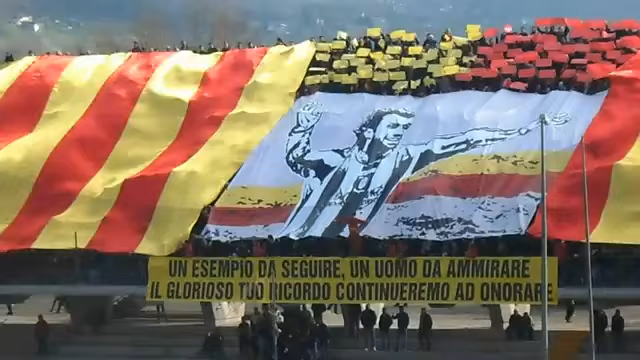 UN ESEMPIO DA SEGUIRE, UN UOMO DA AMMIRARE
IL GLORIOSO TUO RICORDO CONTINUEREMO AD ONORARE